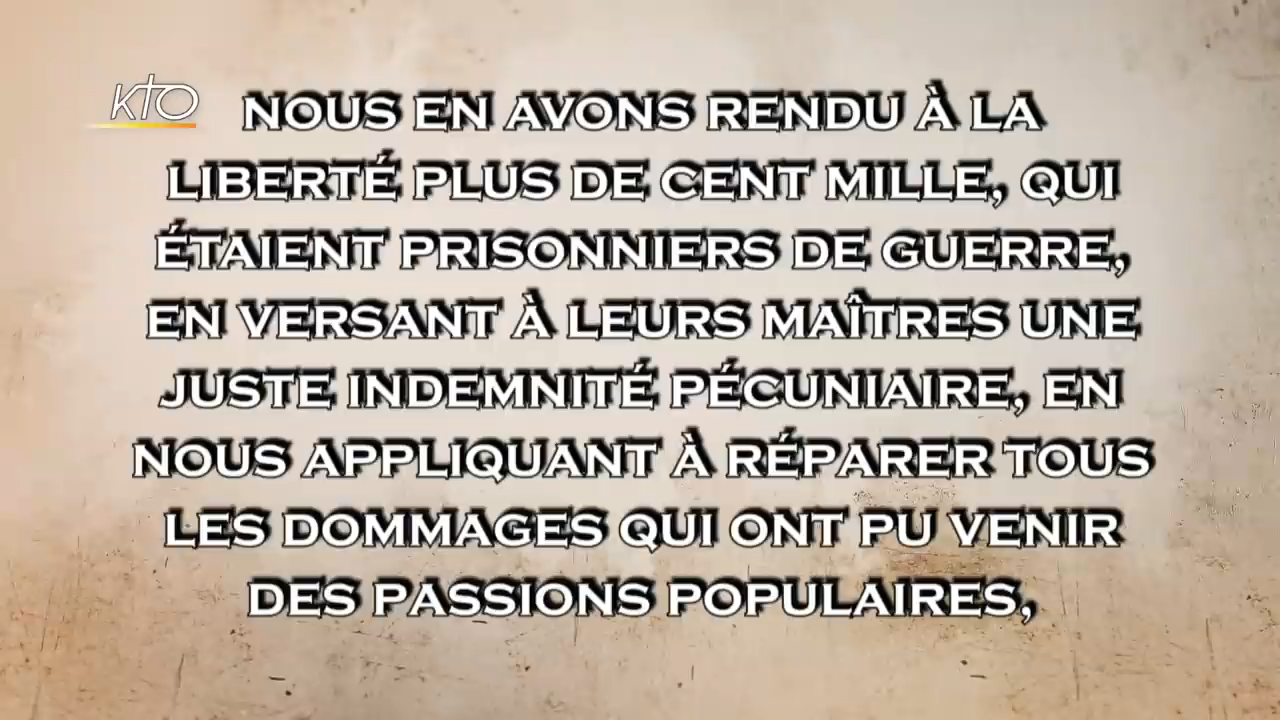 KTO
NOUS EN AVONS RENDU À LA
LIBERTÉ PLUS DE CENT MILLE, QUI
ÉTAIENT PRISONNIERS DE GUERRE,
EN VERSANT À LEURS MAÎTRES UNE
JUSTE INDEMNITÉ PÉCUNIAIRE, EN
NOUS APPLIQUANT À RÉPARER TOUS
LES DOMMAGES QUI ONT PU VENIR
DES PASSIONS POPULAIRES,